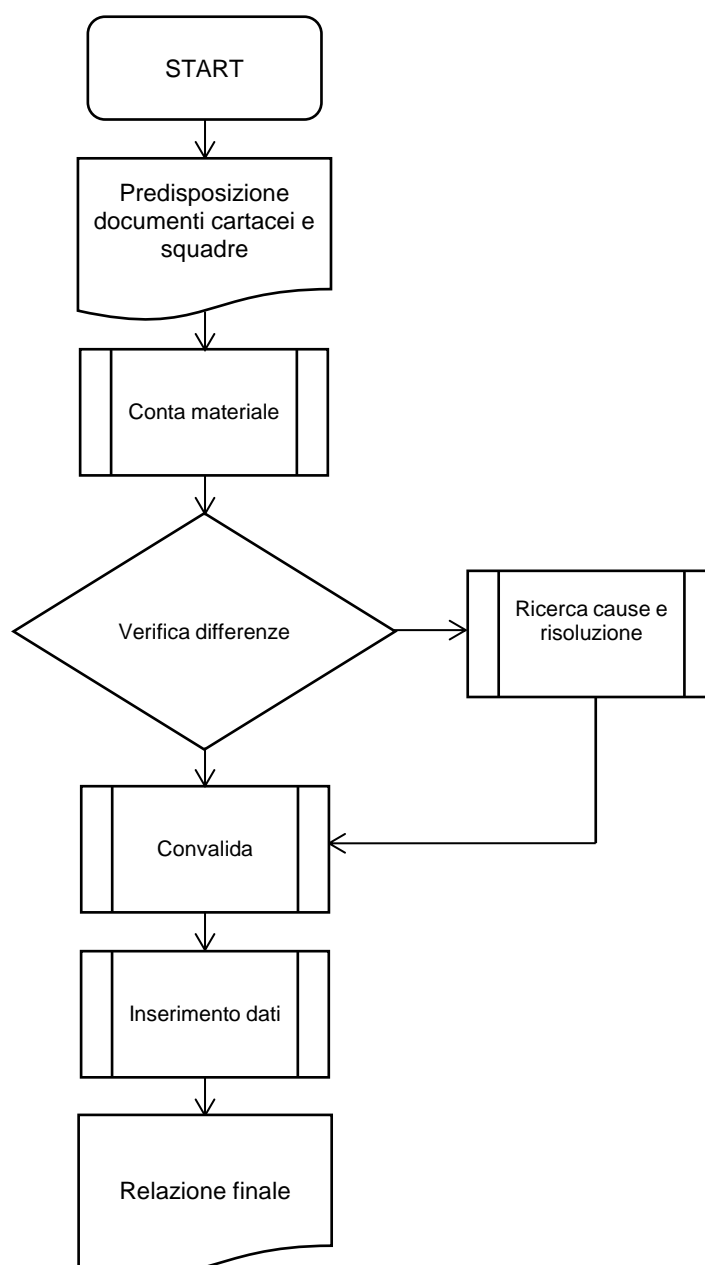 START
Predisposizione
documenti cartacei e
squadre
Conta materiale
Verifica differenze
Ricerca cause e
risoluzione
Convalida
Inserimento dati
Relazione finale